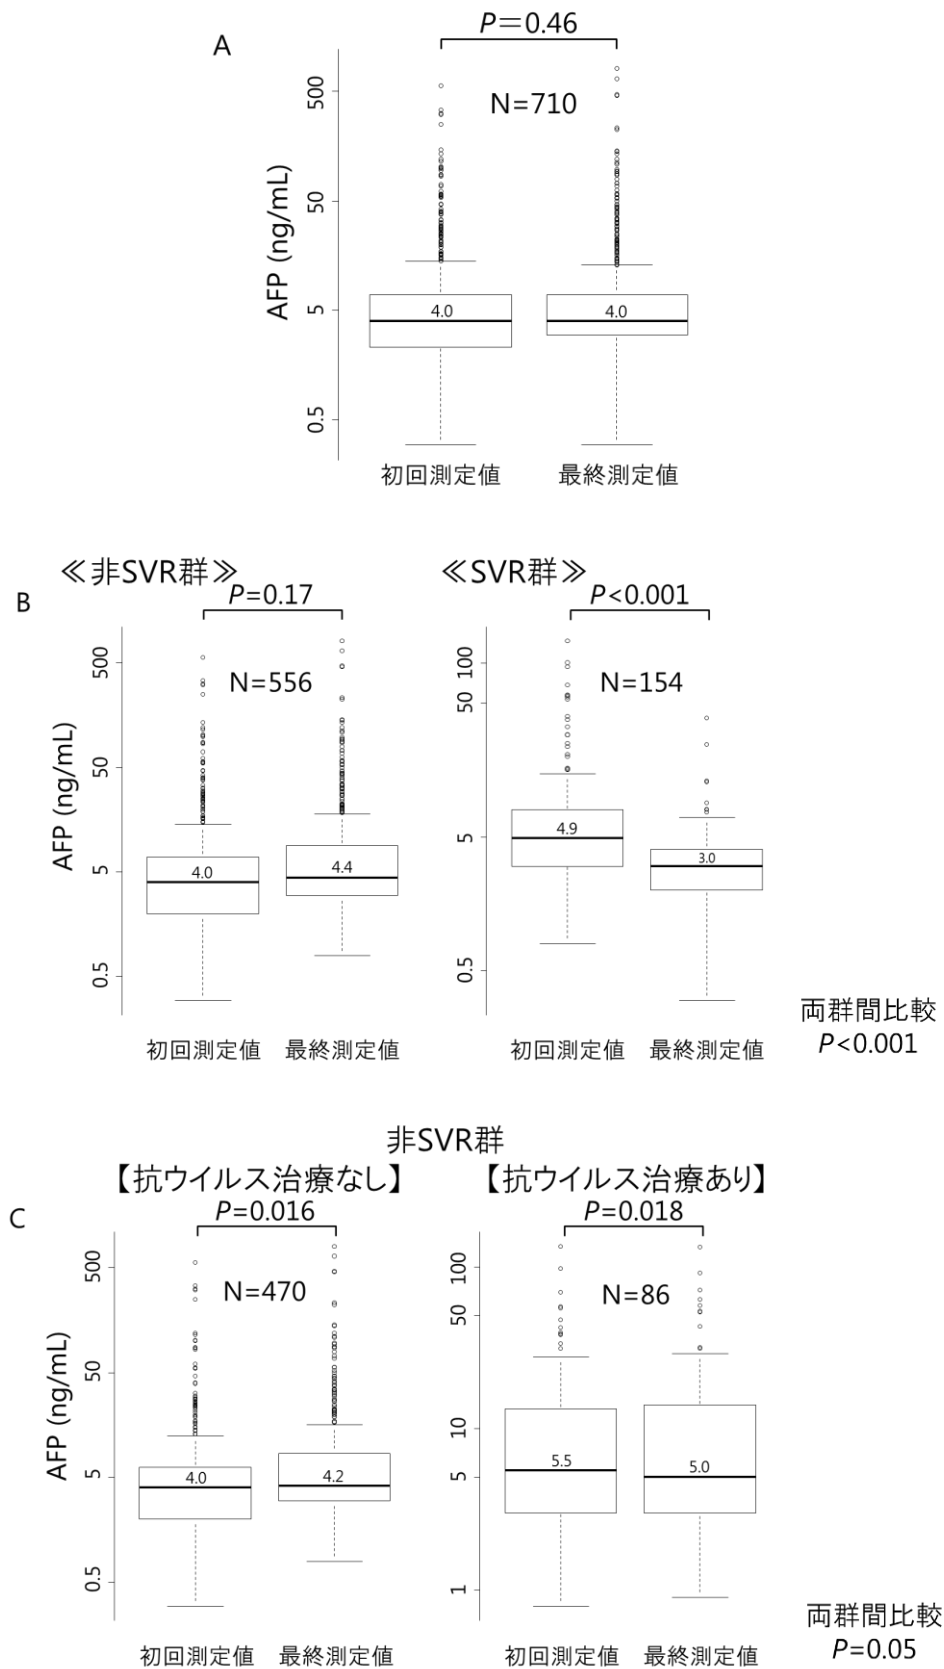 A
P=0.46
N=710
AFP (ng/mL)
500
50
5
0.5
4.0
4.0
初回測定値
最終測定値
B
≪非SVR群≫
P=0.17
N=556
AFP (ng/mL)
500
50
5
0.5
4.0
4.4
初回測定値
最終測定値
≪SVR群≫
P<0.001
N=154
100
50
5
0.5
4.9
3.0
初回測定値
最終測定値
両群間比較
P<0.001
非SVR群
C
【抗ウイルス治療なし】
P=0.016
N=470
AFP (ng/mL)
500
50
5
0.5
4.0
4.2
初回測定値
最終測定値
【抗ウイルス治療あり】
P=0.018
N=86
100
50
10
5
1
5.5
5.0
初回測定値
最終測定値
両群間比較
P=0.05